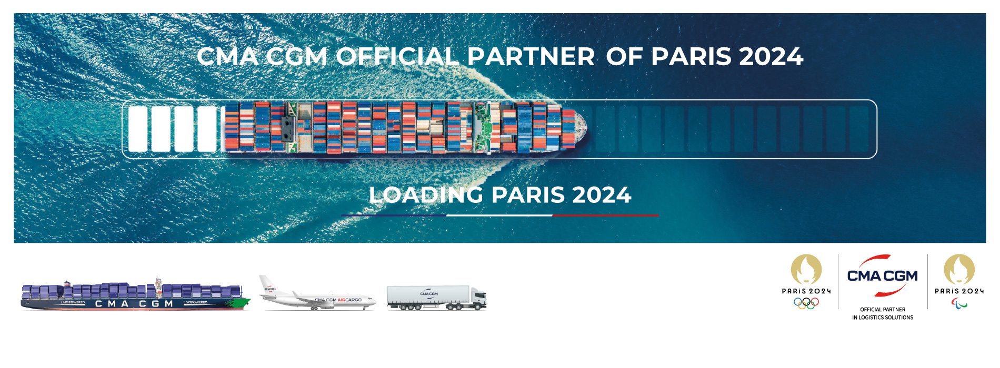 CMA CGM OFFICIAL PARTNER OF PARIS 2024
LOADING PARIS 2024
LNGPOWERED
CMA CGM
LNGPOWERED
CMA CGM
CMA CGM AIRCARGO
CMA CGM
PARIS 2024
CMA CGM
OFFICIAL PARTNER
IN LOGISTICS SOLUTIONS
PARIS 2024